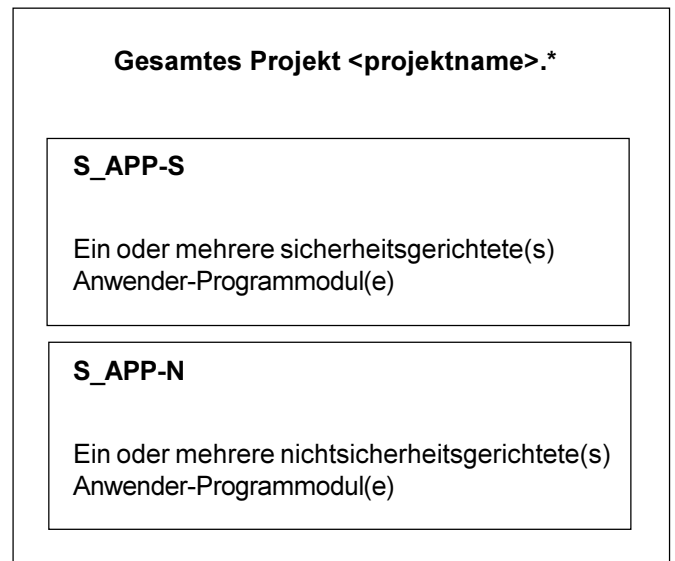 Gesamtes Projekt <projektname>.*
S_APP-S
Ein oder mehrere sicherheitsgerichtete(s)
Anwender-Programmodul(e)
S_APP-N
Ein oder mehrere nichtsicherheitsgerichtete(s)
Anwender-Programmodul(e)